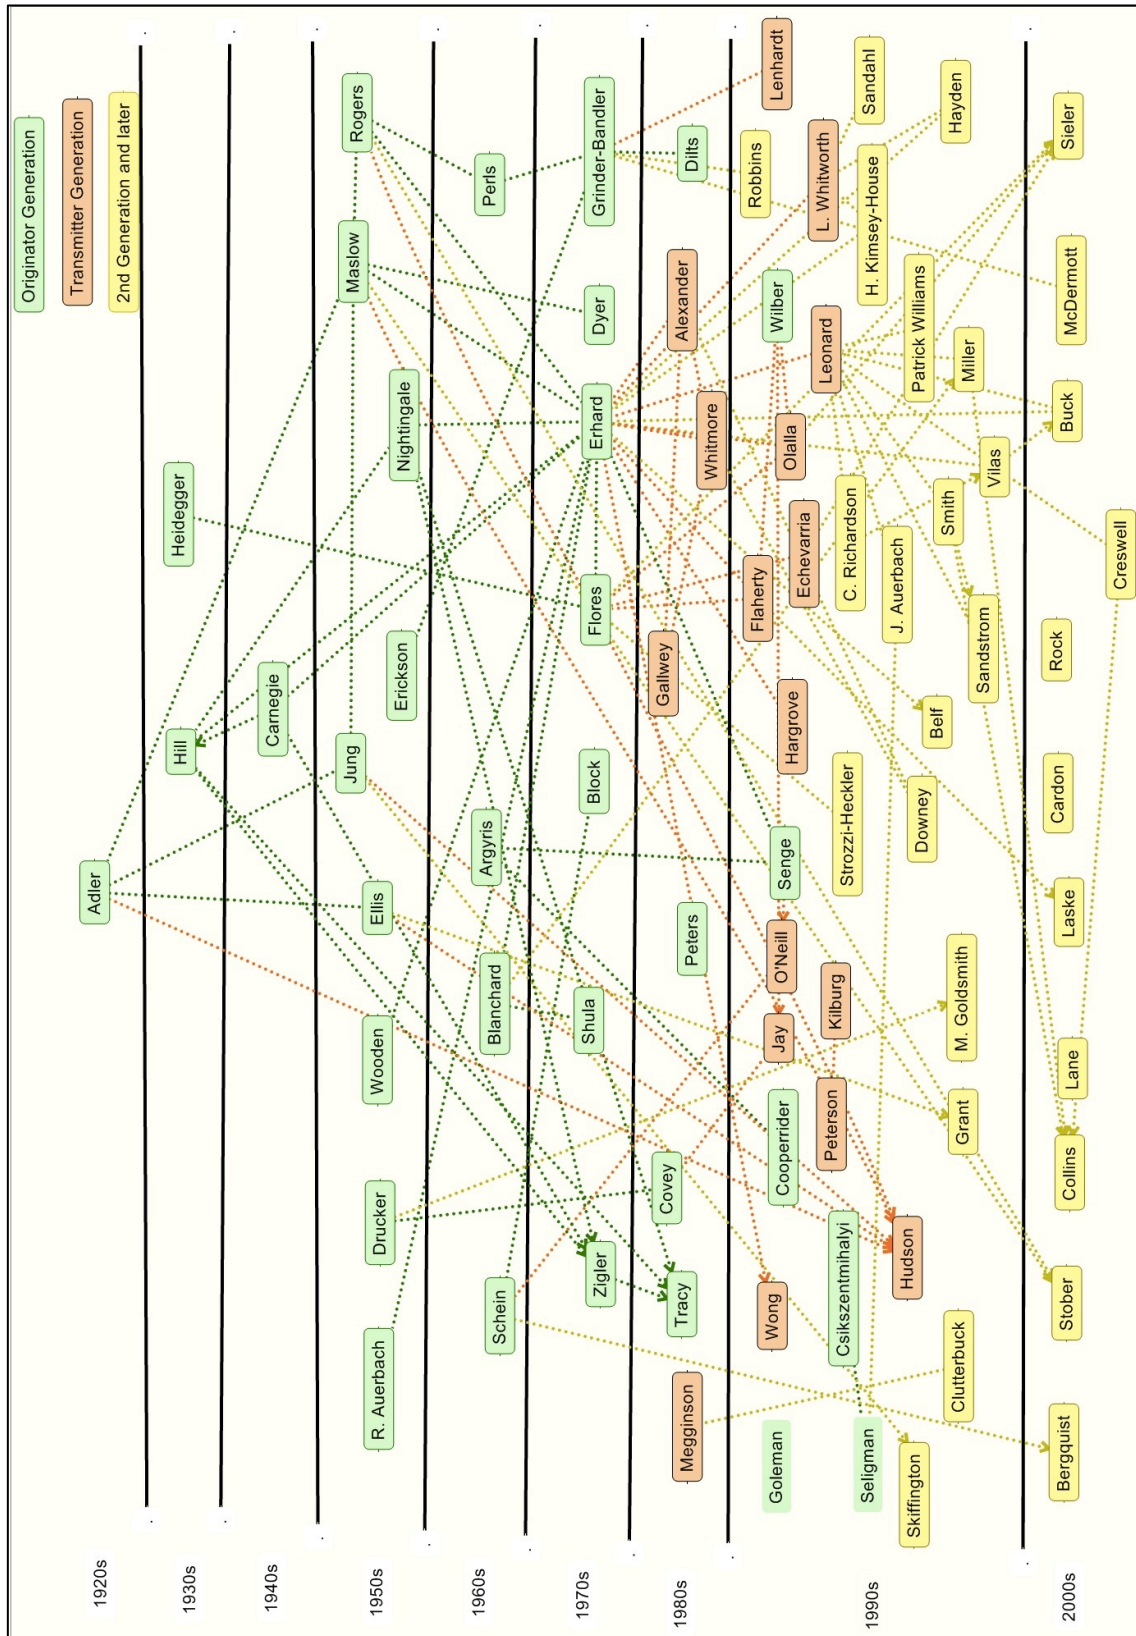 Originator Generation
Transmitter Generation
2nd Generation and later
1920s
Adler
1930s
Hill
Heidegger
1940s
Carnegie
1950s
R. Auerbach
Drucker
Wooden
Ellis
Jung
Erickson
Nightingale
Maslow
Rogers
1960s
Schein
Blanchard
Argyris
Perls
1970s
Zigler
Shula
Block
Flores
Erhard
Dyer
Grinder-Bandler
1980s
Megginson
Tracy
Covey
Peters
Gallwey
Whitmore
Alexander
Dilts
1990s
Goleman
Wong
Cooperrider
Jay
O'Neill
Senge
Hargrove
Flaherty
Olalla
Wilber
Robbins
Lenhardt
Seligman
Csikszentmihalyi
Peterson
Kilburg
Strozzi-Heckler
Echevarria
C. Richardson
Leonard
L. Whitworth
H. Kimsey-House
Sandahl
Skiffington
Hudson
Downey
Belf
J. Auerbach
Patrick Williams
Clutterbuck
Grant
M. Goldsmith
Sandstrom
Smith
Vilas
Miller
Hayden
2000s
Bergquist
Stober
Collins
Lane
Laske
Cardon
Rock
Creswell
Buck
McDermott
Sieler